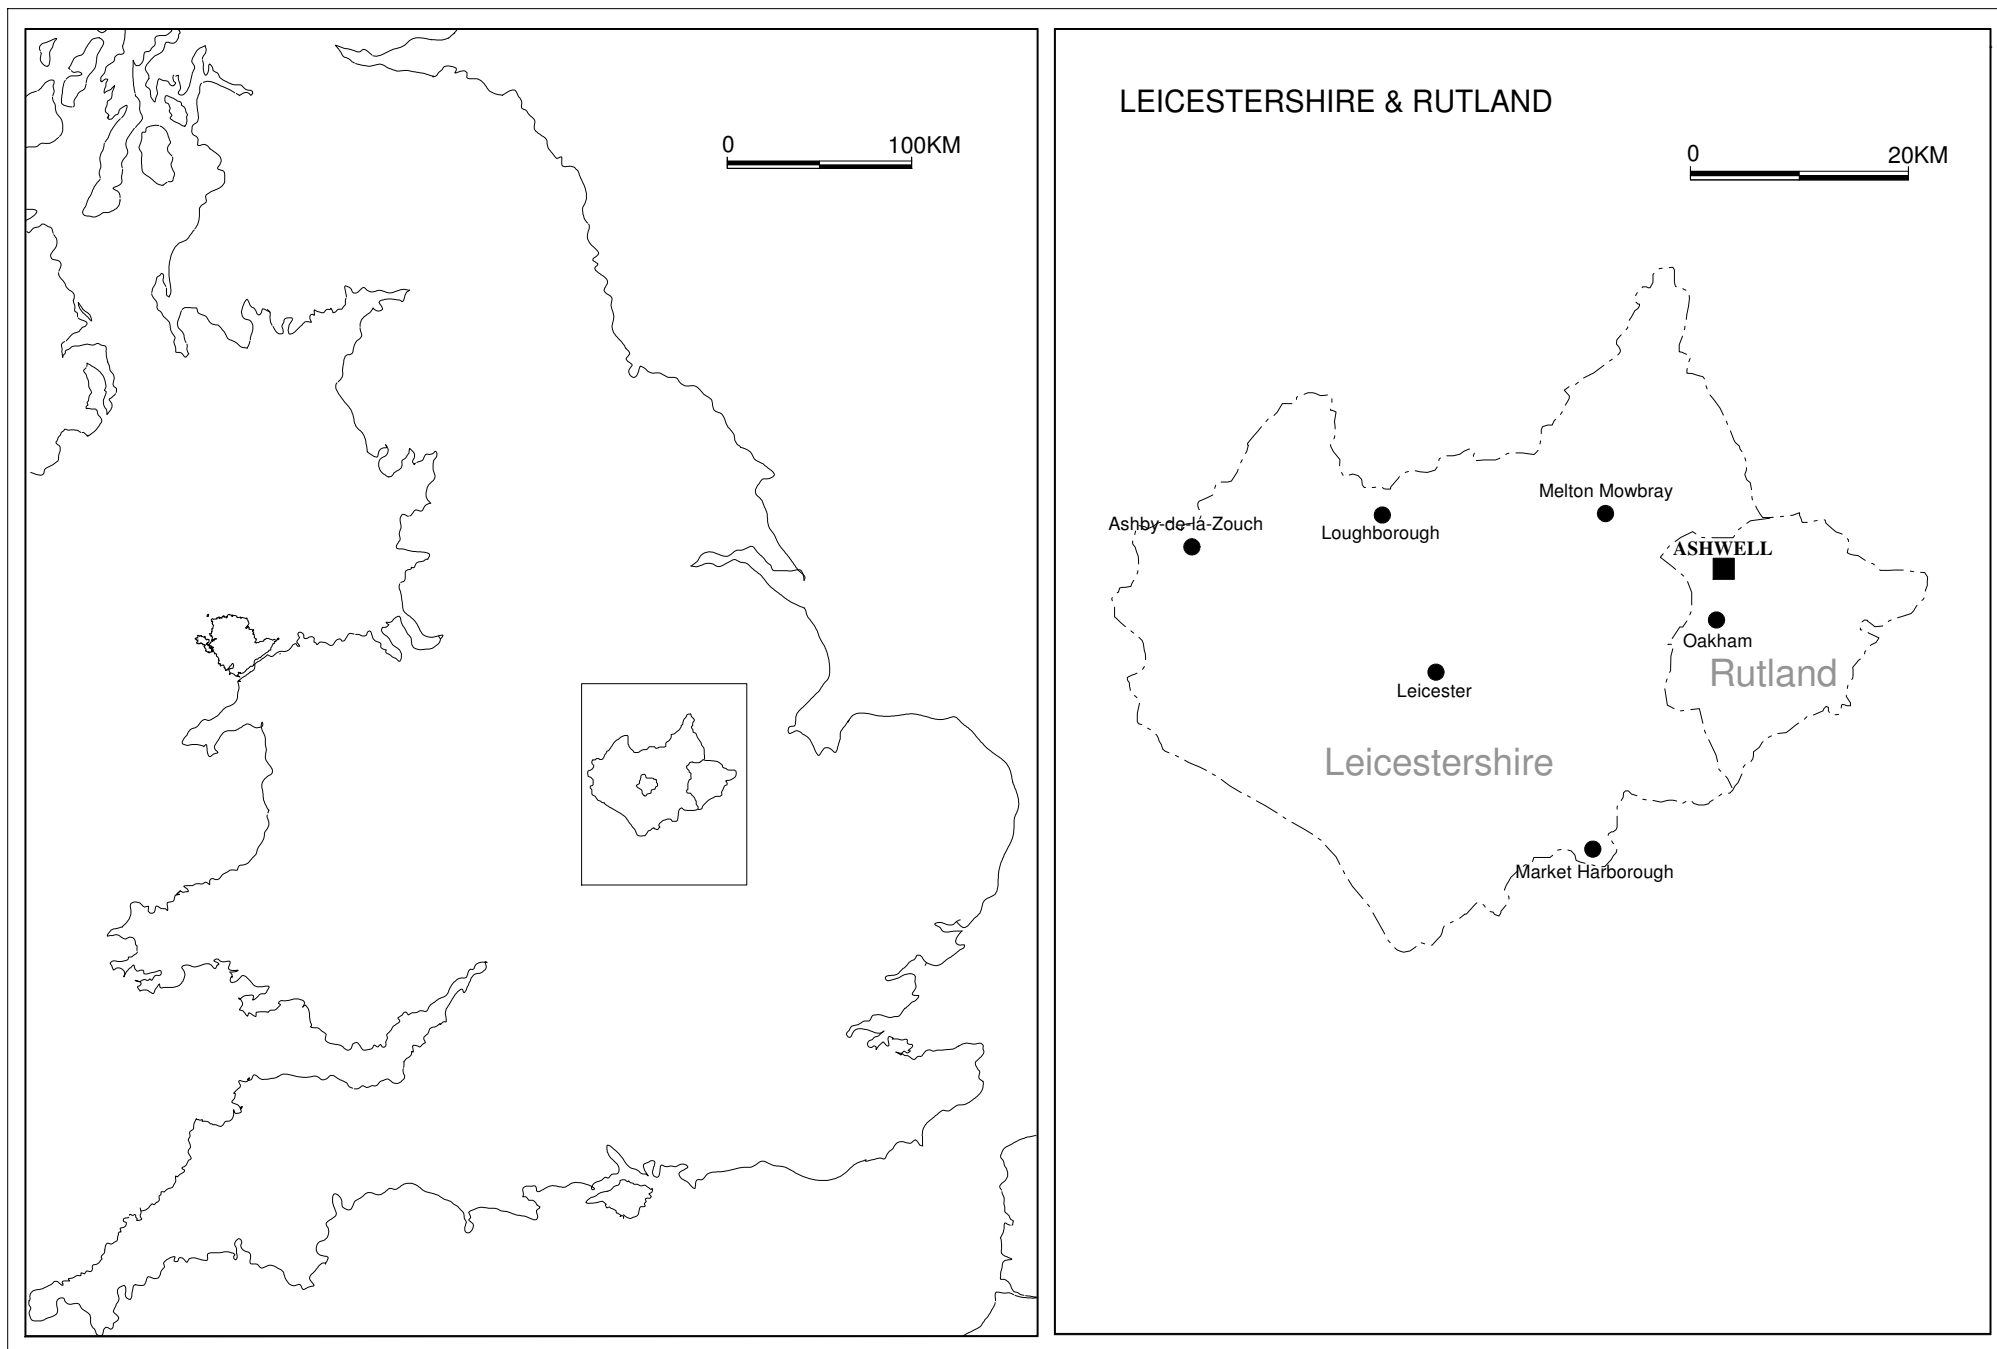 0 100KM
LEICESTERSHIRE & RUTLAND
0 20KM
Melton Mowbray
Ashby-de-la-Zouch
Loughborough
ASHWELL
Oakham
Rutland
Leicester
Leicestershire
Market Harborough